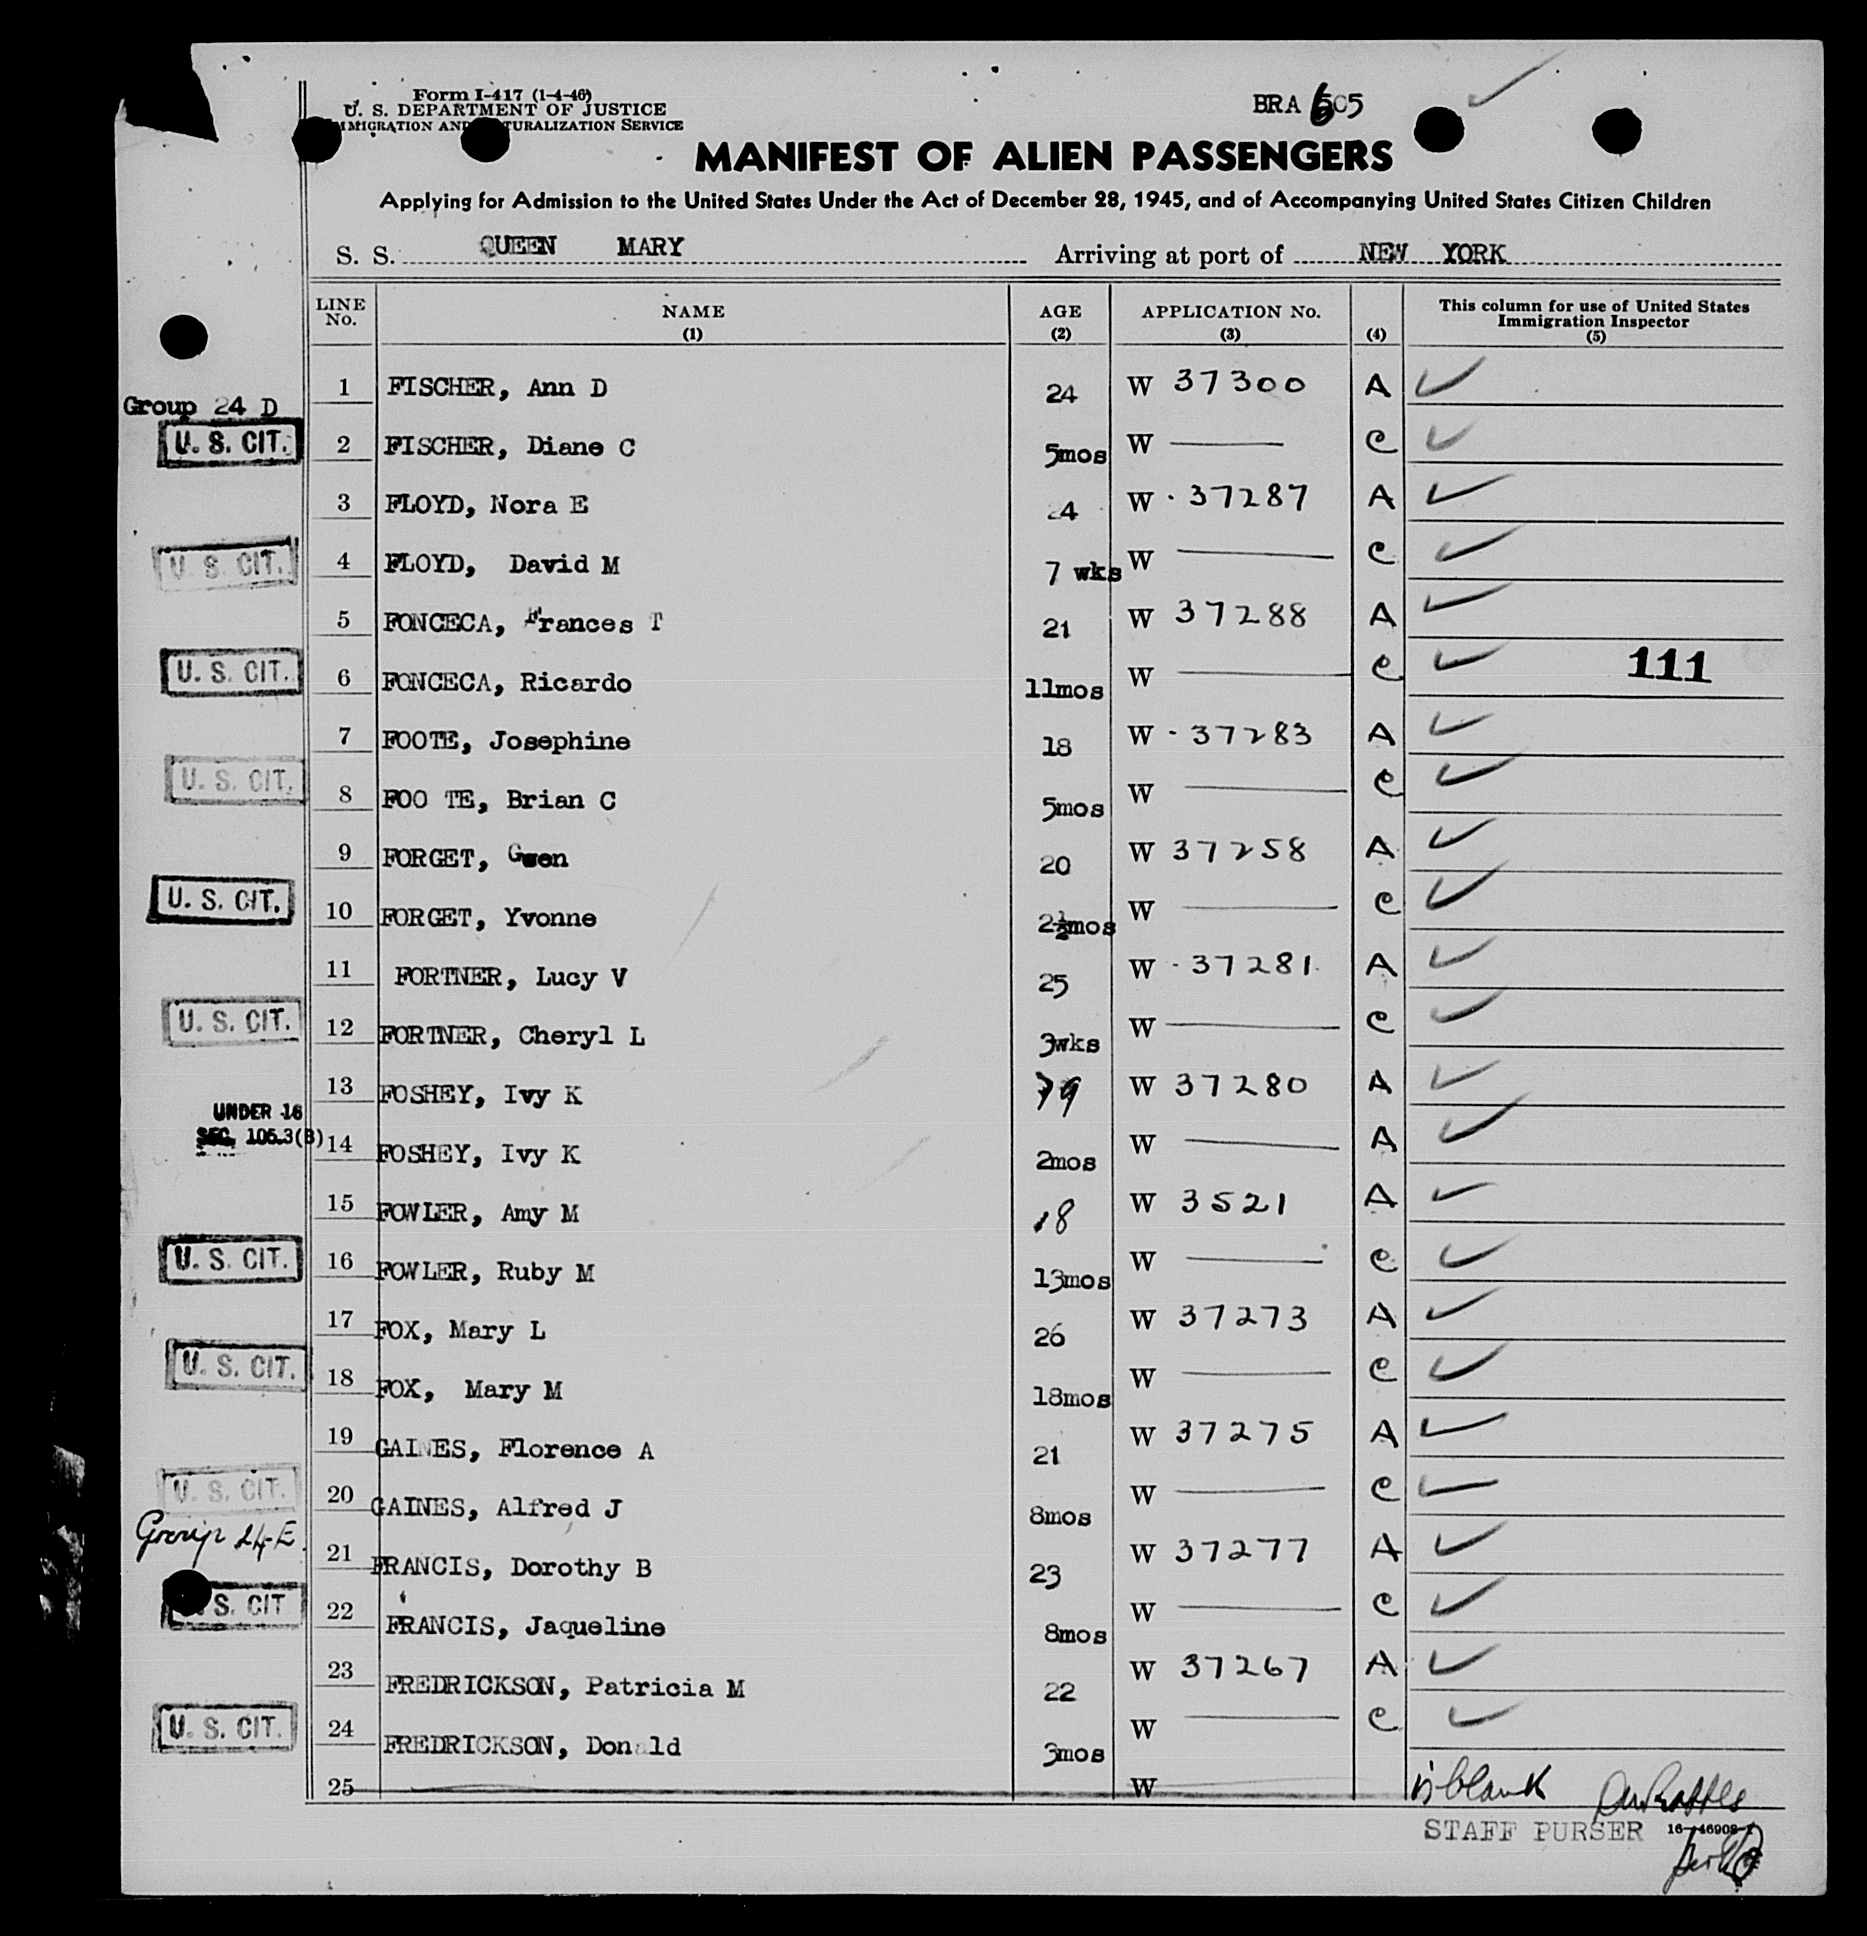 Form I-417 (1-4-46)
U. S. DEPARTMENT OF JUSTICE
IMMIGRATION AND NATURALIZATION SERVICE
BRA 605
MANIFEST OF ALIEN PASSENGERS
Applying for Admission to the United States Under the Act of December 28, 1945, and of Accompanying United States Citizen Children
S. S. QUEEN MARY Arriving at port of NEW YORK
LINE No. NAME (1) AGE (2) APPLICATION No. (3) (4) This column for use of United States Immigration Inspector (5)
1 FISCHER, Ann D 24 W 37300 A
Group 24 D
U. S. CIT. 2 FISCHER, Diane C 5mos W C
3 FLOYD, Nora E 24 W 37287 A
U. S. CIT. 4 FLOYD, David M 7 wks W C
5 FONCECA, Frances T 21 W 37288 A
U. S. CIT. 6 FONCECA, Ricardo 11mos W C 111
7 FOOTE, Josephine 18 W 37283 A
U. S. CIT. 8 FOO TE, Brian C 5mos W C
9 FORGET, Gwen 20 W 37258 A
U. S. CIT. 10 FORGET, Yvonne 2½mos W C
11 FORTNER, Lucy V 25 W 37281 A
U. S. CIT. 12 FORTNER, Cheryl L 3wks W C
13 FOSHEY, Ivy K W 37280 A
UNDER 16
SEC. 105.3(B) 14 FOSHEY, Ivy K 2mos W A
15 FOWLER, Amy M 18 W 3521 A
U. S. CIT. 16 FOWLER, Ruby M 13mos W C
17 FOX, Mary L 26 W 37273 A
U. S. CIT. 18 FOX, Mary M 18mos W C
19 GAINES, Florence A 21 W 37275 A
U. S. CIT. 20 GAINES, Alfred J 8mos W C
Group 24-E
21 FRANCIS, Dorothy B 23 W 37277 A
U. S. CIT 22 FRANCIS, Jaqueline 8mos W C
23 FREDRICKSON, Patricia M 22 W 37267 A
U. S. CIT. 24 FREDRICKSON, Donald 3mos W C
25 W is blank
STAFF PURSER 16-46908-1